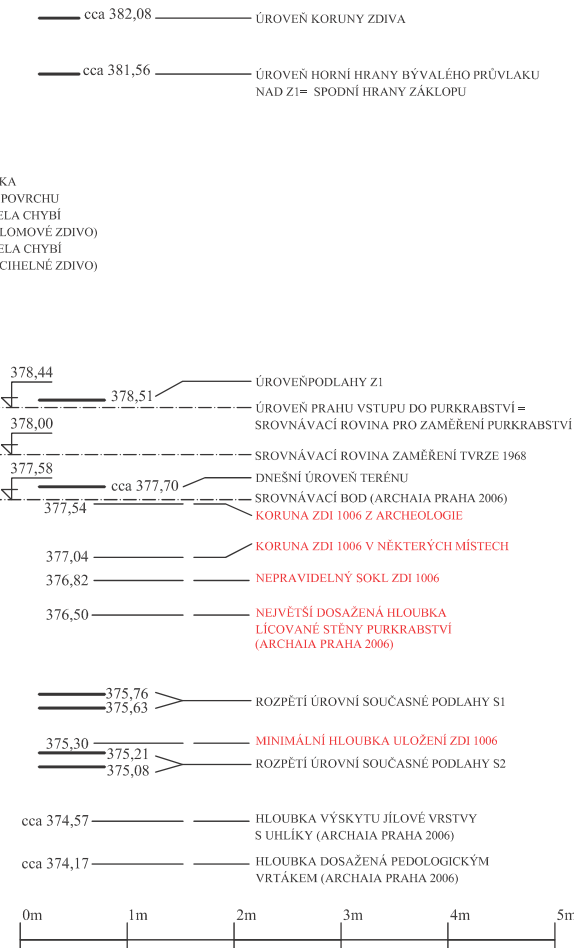 cca 382,08 ÚROVEŇ KORUNY ZDIVA
cca 381,56 ÚROVEŇ HORNÍ HRANY BÝVALÉHO PRŮVLAKU
NAD Z1= SPODNÍ HRANY ZÁKLOPU
KA
POVRCHU
ELA CHYBÍ
LOMOVÉ ZDIVO)
ELA CHYBÍ
CIHELNÉ ZDIVO)
378,44
378,51 ÚROVEŇPODLAHY Z1
ÚROVEŇ PRAHU VSTUPU DO PURKRABSTVÍ =
SROVNÁVACÍ ROVINA PRO ZAMĚŘENÍ PURKRABSTVÍ
378,00
SROVNÁVACÍ ROVINA ZAMĚŘENÍ TVRZE 1968
377,58
cca 377,70 DNEŠNÍ ÚROVEŇ TERÉNU
SROVNÁVACÍ BOD (ARCHAIA PRAHA 2006)
377,54 KORUNA ZDI 1006 Z ARCHEOLOGIE
377,04 KORUNA ZDI 1006 V NĚKTERÝCH MÍSTECH
376,82 NEPRAVIDELNÝ SOKL ZDI 1006
376,50 NEJVĚTŠÍ DOSAŽENÁ HLOUBKA
LÍCOVANÉ STĚNY PURKRABSTVÍ
(ARCHAIA PRAHA 2006)
375,76
375,63 ROZPĚTÍ ÚROVNÍ SOUČASNÉ PODLAHY S1
375,30 MINIMÁLNÍ HLOUBKA ULOŽENÍ ZDI 1006
375,21
375,08 ROZPĚTÍ ÚROVNÍ SOUČASNÉ PODLAHY S2
cca 374,57 HLOUBKA VÝSKYTU JÍLOVÉ VRSTVY
S UHLÍKY (ARCHAIA PRAHA 2006)
cca 374,17 HLOUBKA DOSAŽENÁ PEDOLOGICKÝM
VRTÁKEM (ARCHAIA PRAHA 2006)
0m 1m 2m 3m 4m 5m